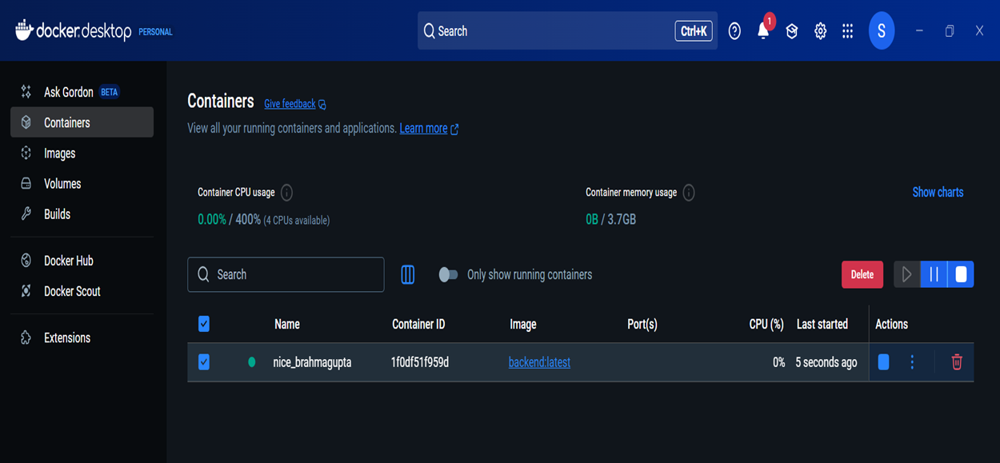 docker.desktop PERSONAL
Search Ctrl+K 1 S
Ask Gordon BETA
Containers
Images
Volumes
Builds
Docker Hub
Docker Scout
Extensions
Containers Give feedback
View all your running containers and applications. Learn more
Container CPU usage
0.00% / 400% (4 CPUs available)
Container memory usage
0B / 3.7GB
Show charts
Search Only show running containers Delete
Name Container ID Image Port(s) CPU (%) Last started Actions
nice_brahmagupta 1f0df51f959d backend:latest 0% 5 seconds ago